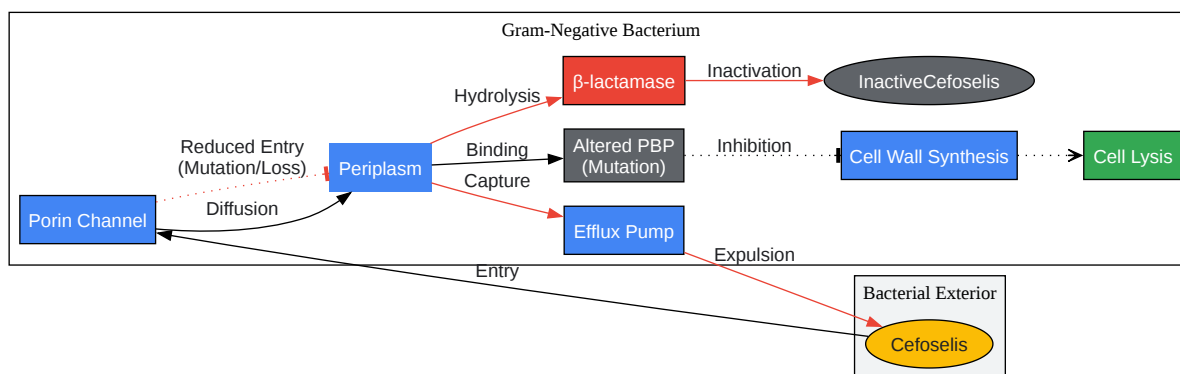 Gram-Negative Bacterium
β-lactamase
Inactivation
InactiveCefoselis
Hydrolysis
Reduced Entry
(Mutation/Loss)
Periplasm
Binding
Altered PBP
(Mutation)
Inhibition
Cell Wall Synthesis
Cell Lysis
Capture
Porin Channel
Diffusion
Efflux Pump
Expulsion
Entry
Bacterial Exterior
Cefoselis